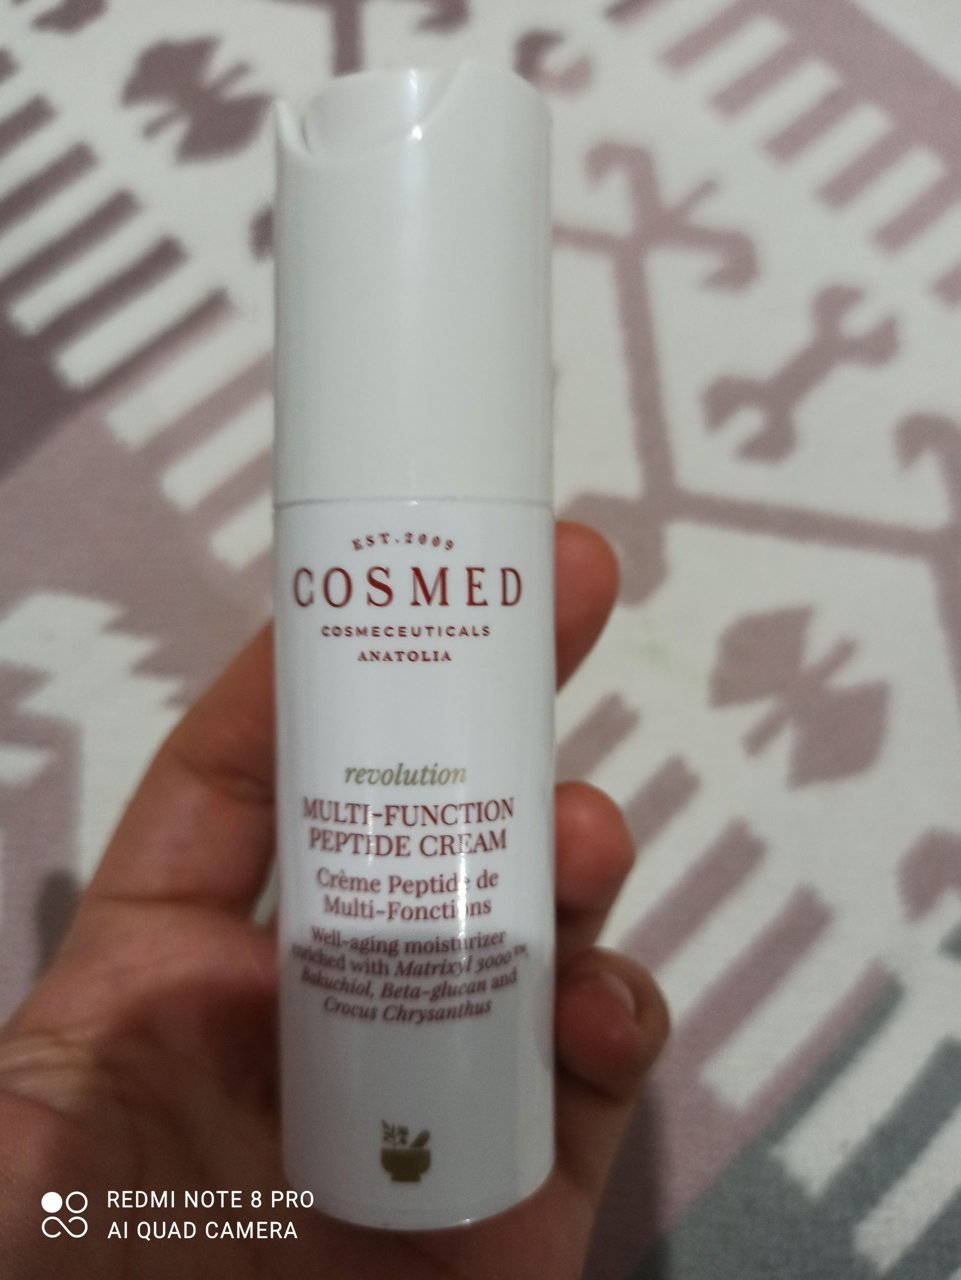 EST.2009
COSMED
COSMECEUTICALS
ANATOLIA
revolution
MULTI-FUNCTION
PEPTIDE CREAM
Crème Peptide de
Multi-Fonctions
Well-aging moisturizer
enriched with Matrixyl 3000™,
Bakuchiol, Beta-glucan and
Crocus Chrysanthus
REDMI NOTE 8 PRO
AI QUAD CAMERA